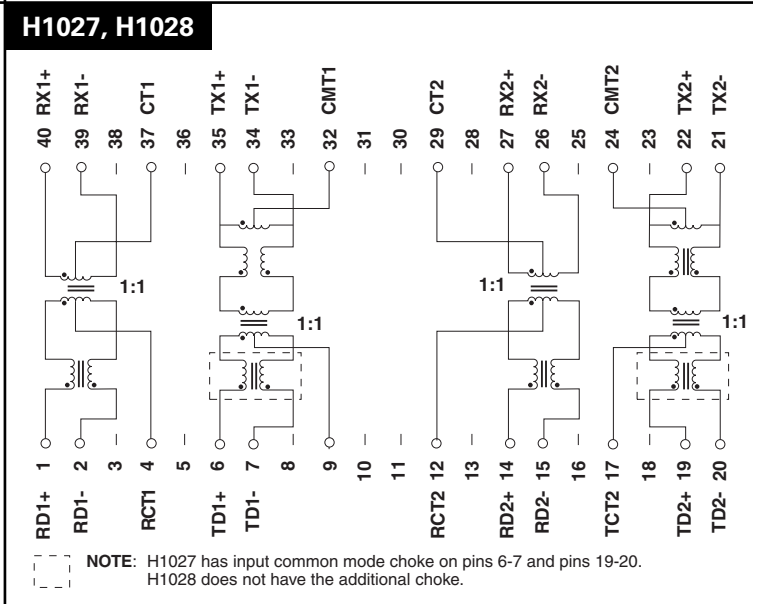 H1027, H1028
RX1+ RX1- CT1 TX1+ TX1- CMT1 CT2 RX2+ RX2- CMT2 TX2+ TX2-
40 39 38 37 36 35 34 33 32 31 30 29 27 26 25 24 23 22 21
1:1 1:1 1:1 1:1
1 2 3 4 5 6 7 8 9 10 11 12 13 14 15 16 17 18 19 20
RD1+ RD1- RCT1 TD1+ TD1- RCT2 RD2+ RD2- TCT2 TD2+ TD2-
NOTE: H1027 has input common mode choke on pins 6-7 and pins 19-20.
H1028 does not have the additional choke.